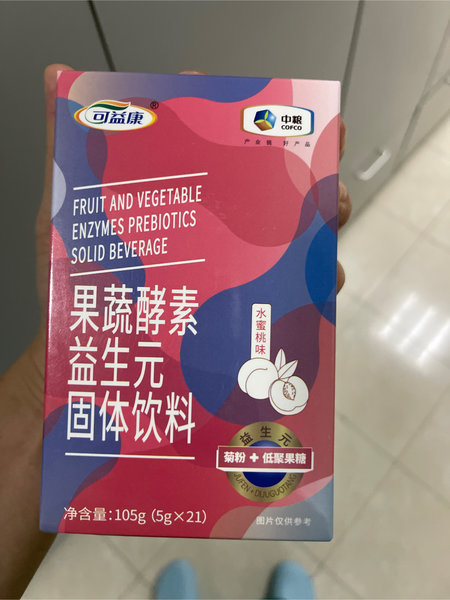 可益康®
中粮
COFCO
产业链 好产品
FRUIT AND VEGETABLE
ENZYMES PREBIOTICS
SOLID BEVERAGE
果蔬酵素
益生元
固体饮料
水蜜桃味
益生元
菊粉+低聚果糖
JUFEN+DIJUGUOTANG
净含量:105g (5g×21)
图片仅供参考